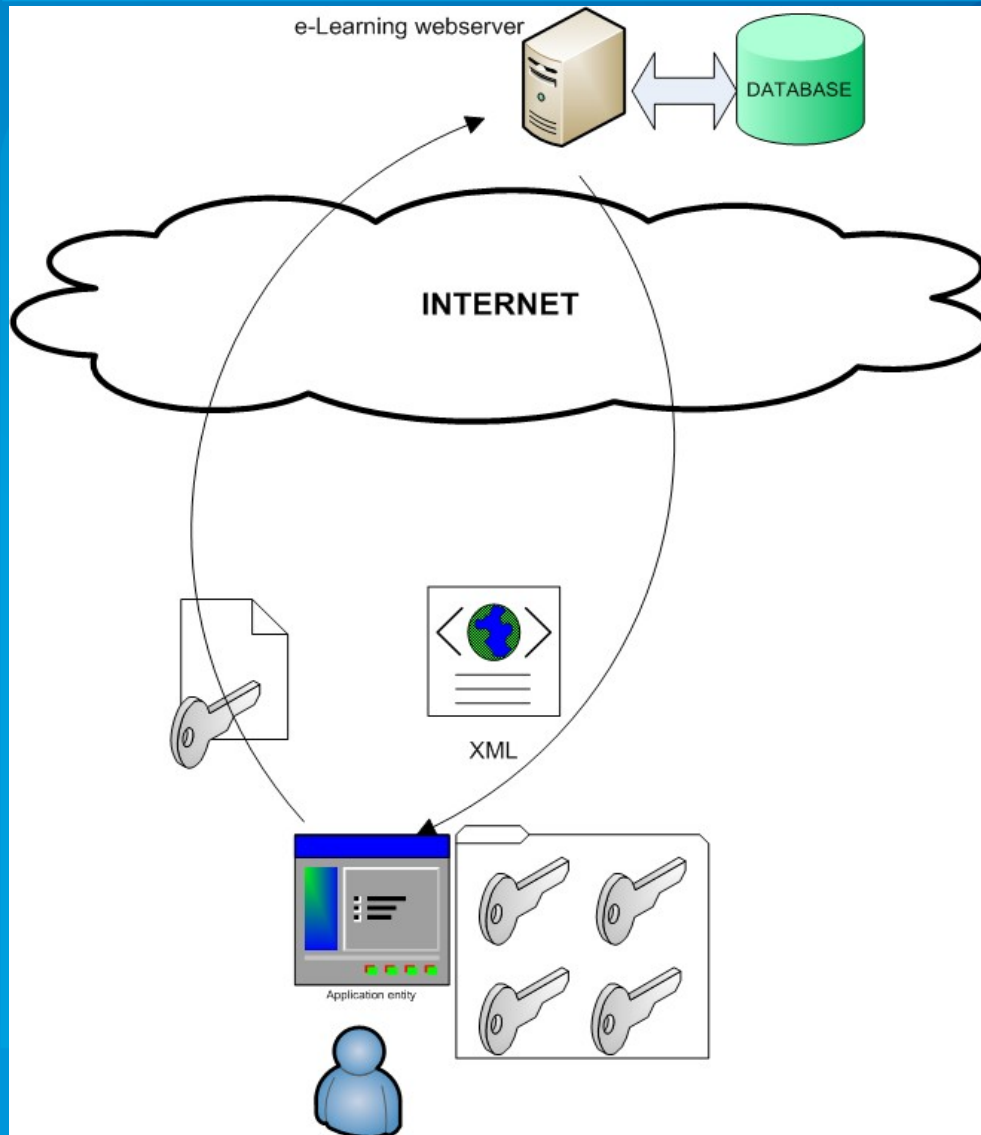 e-Learning webserver
DATABASE
INTERNET
XML
Application entity